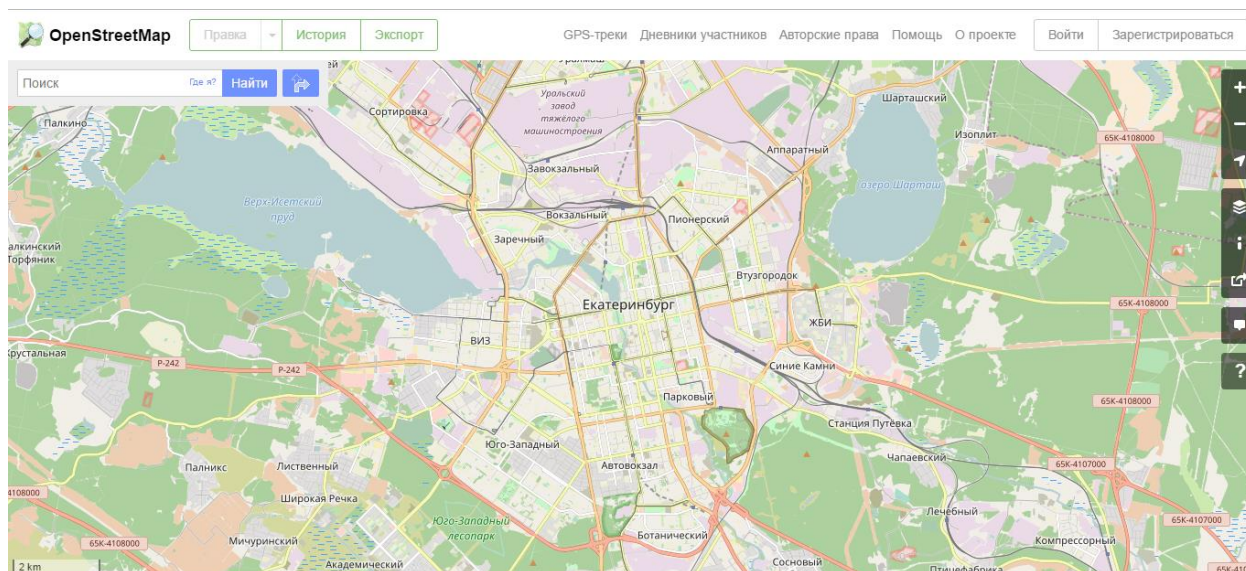 OpenStreetMap
Правка
История
Экспорт
GPS-треки
Дневники участников
Авторские права
Помощь
О проекте
Войти
Зарегистрироваться
Поиск
Где я?
Найти
Уральский
завод
тяжёлого
машиностроения
Сортировка
Шарташский
Палкино
Изоплит
65К-4108000
Аппаратный
Завокзальный
озеро Шарташ
Верх-Исетский
пруд
Вокзальный
Пионерский
Заречный
Торфяник
Втузгородок
Екатеринбург
65К-4108000
ЖБИ
ВИЗ
Р-242
Р-242
Синие Камни
Парковый
65К-4108000
Станция Путёвка
Юго-Западный
Чапаевский
Палникс
Лиственный
Автовокзал
65К-4107000
Широкая Речка
Лечебный
Юго-Западный
лесопарк
65К-4107000
Ботанический
65К-4108000
Мичуринский
Компрессорный
2 km
Академический
Сосновый
Птицефабрика